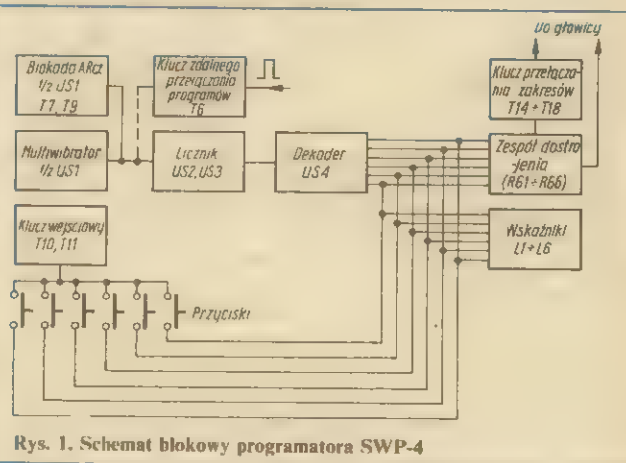 Do głowicy
Blokada ARcz
1/2 US1
T7, T9
Klucz zdalnego
przełączania
programów
T6
Klucz przełącza-
nia zakresów
T14 ÷ T18
Multiwibrator
1/2 US1
Licznik
US2, US3
Dekoder
US4
Zespół dostro-
jenia
(R61 ÷ R66)
Klucz wejściowy
T10, T11
Wskaźniki
L1 ÷ L6
Przyciski
Rys. 1. Schemat blokowy programatora SWP-4